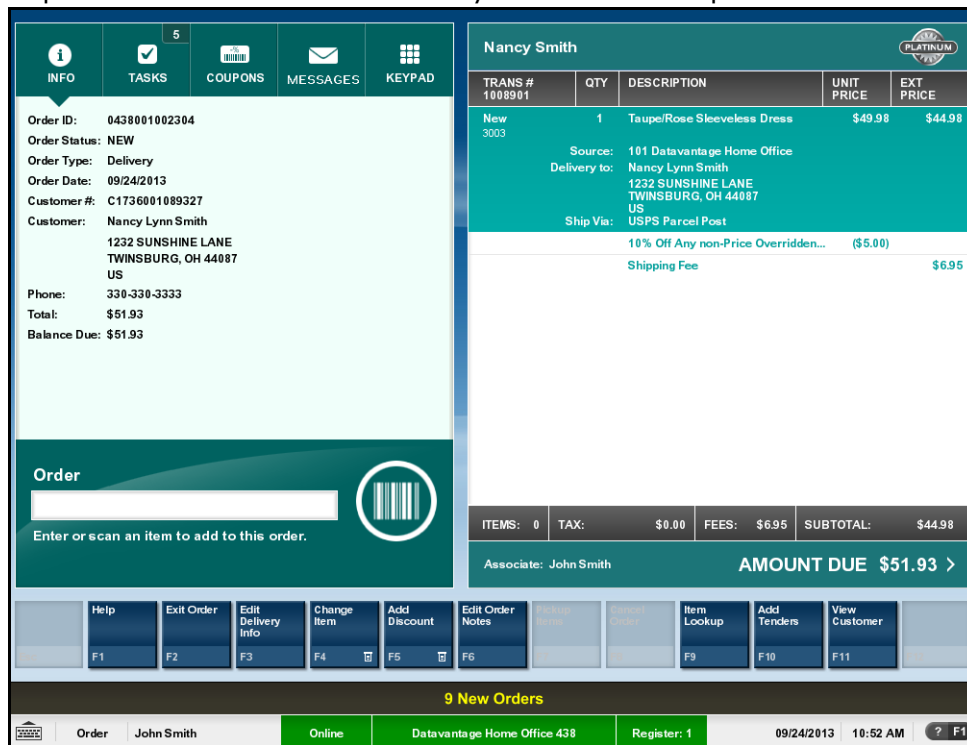 5
INFO TASKS COUPONS MESSAGES KEYPAD
Order ID: 0438001002304
Order Status: NEW
Order Type: Delivery
Order Date: 09/24/2013
Customer #: C1736001089327
Customer: Nancy Lynn Smith
1232 SUNSHINE LANE
TWINSBURG, OH 44087
US
Phone: 330-330-3333
Total: $51.93
Balance Due: $51.93
Order
Enter or scan an item to add to this order.
Nancy Smith PLATINUM
TRANS # QTY DESCRIPTION UNIT EXT
1008901 PRICE PRICE
New 1 Taupe/Rose Sleeveless Dress $49.98 $44.98
3003
Source: 101 Datavantage Home Office
Delivery to: Nancy Lynn Smith
1232 SUNSHINE LANE
TWINSBURG, OH 44087
US
Ship Via: USPS Parcel Post
10% Off Any non-Price Overridden... ($5.00)
Shipping Fee $6.95
ITEMS: 0 TAX: $0.00 FEES: $6.95 SUBTOTAL: $44.98
Associate: John Smith AMOUNT DUE $51.93 >
Help Exit Order Edit Change Add Edit Order Pickup Cancel Item Add View
Delivery Item Discount Notes Items Order Lookup Tenders Customer
Info
F1 F2 F3 F4 F5 F6 F9 F10 F11
9 New Orders
Order John Smith Online Datavantage Home Office 438 Register: 1 09/24/2013 10:52 AM ? F1